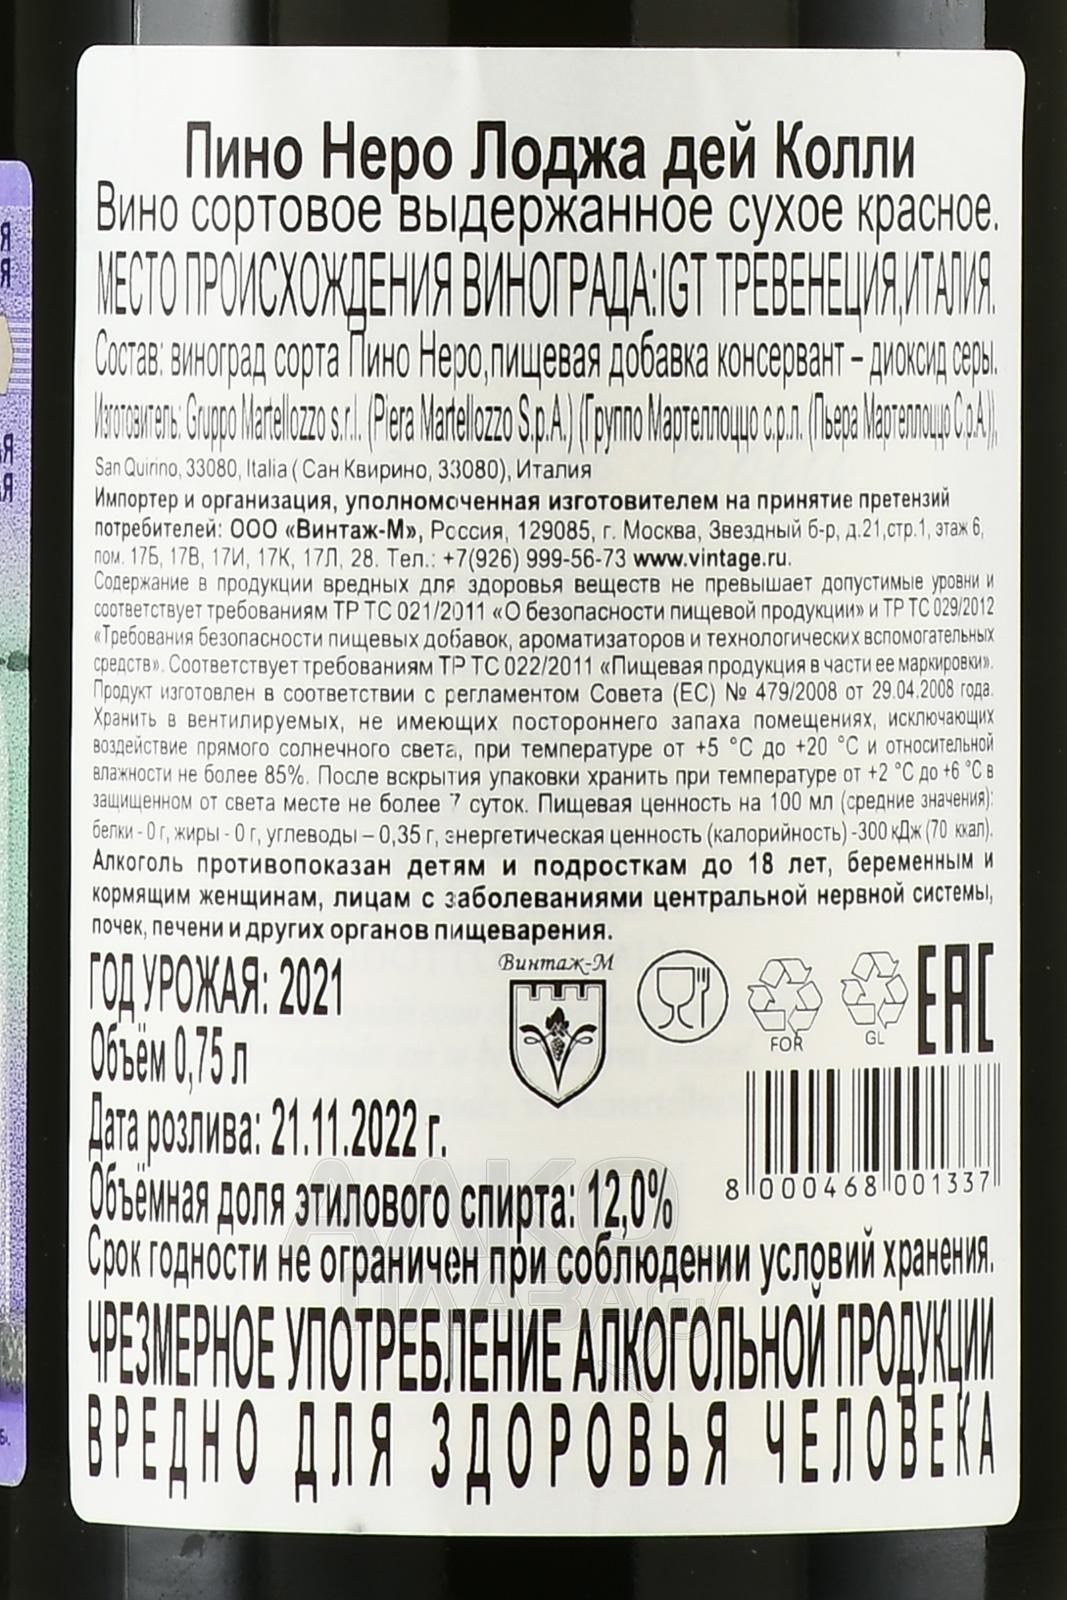 Пино Неро Лоджа дей Колли
Вино сортовое выдержанное сухое красное.
МЕСТО ПРОИСХОЖДЕНИЯ ВИНОГРАДА:IGT ТРЕВЕНЕЦИЯ,ИТАЛИЯ.
Состав: виноград сорта Пино Неро,пищевая добавка консервант – диоксид серы.
Изготовитель: Gruppo Martellozzo s.r.l. (Piera Martellozzo S.p.A.) (Группо Мартеллоццо с.р.л. (Пьера Мартеллоццо С.п.А.)),
San Quirino, 33080, Italia ( Сан Квирино, 33080), Италия
Импортер и организация, уполномоченная изготовителем на принятие претензий
потребителей: ООО «Винтаж-М», Россия, 129085, г. Москва, Звездный б-р, д.21,стр.1, этаж 6,
пом. 17Б, 17В, 17И, 17К, 17Л, 28. Тел.: +7(926) 999-56-73 www.vintage.ru.
Содержание в продукции вредных для здоровья веществ не превышает допустимые уровни и
соответствует требованиям ТР ТС 021/2011 «О безопасности пищевой продукции» и ТР ТС 029/2012
«Требования безопасности пищевых добавок, ароматизаторов и технологических вспомогательных
средств». Соответствует требованиям ТР ТС 022/2011 «Пищевая продукция в части ее маркировки».
Продукт изготовлен в соответствии с регламентом Совета (ЕС) № 479/2008 от 29.04.2008 года.
Хранить в вентилируемых, не имеющих постороннего запаха помещениях, исключающих
воздействие прямого солнечного света, при температуре от +5 °C до +20 °C и относительной
влажности не более 85%. После вскрытия упаковки хранить при температуре от +2 °C до +6 °C в
защищенном от света месте не более 7 суток. Пищевая ценность на 100 мл (средние значения):
белки - 0 г, жиры - 0 г, углеводы – 0,35 г, энергетическая ценность (калорийность) -300 кДж (70 ккал).
Алкоголь противопоказан детям и подросткам до 18 лет, беременным и
кормящим женщинам, лицам с заболеваниями центральной нервной системы,
почек, печени и других органов пищеварения.
ГОД УРОЖАЯ: 2021
Винтаж-М
FOR
GL
EAC
Объём 0,75 л
Дата розлива: 21.11.2022 г.
8 000468 001337
Объёмная доля этилового спирта: 12,0%
Срок годности не ограничен при соблюдении условий хранения.
ЧРЕЗМЕРНОЕ УПОТРЕБЛЕНИЕ АЛКОГОЛЬНОЙ ПРОДУКЦИИ
ВРЕДНО ДЛЯ ЗДОРОВЬЯ ЧЕЛОВЕКА